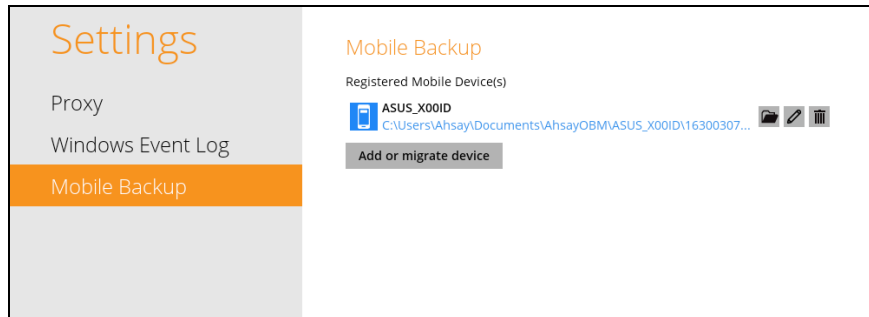 Settings
Proxy
Windows Event Log
Mobile Backup
Mobile Backup
Registered Mobile Device(s)
ASUS_X00ID
C:\Users\Ahsay\Documents\AhsayOBM\ASUS_X00ID\16300307...
Add or migrate device